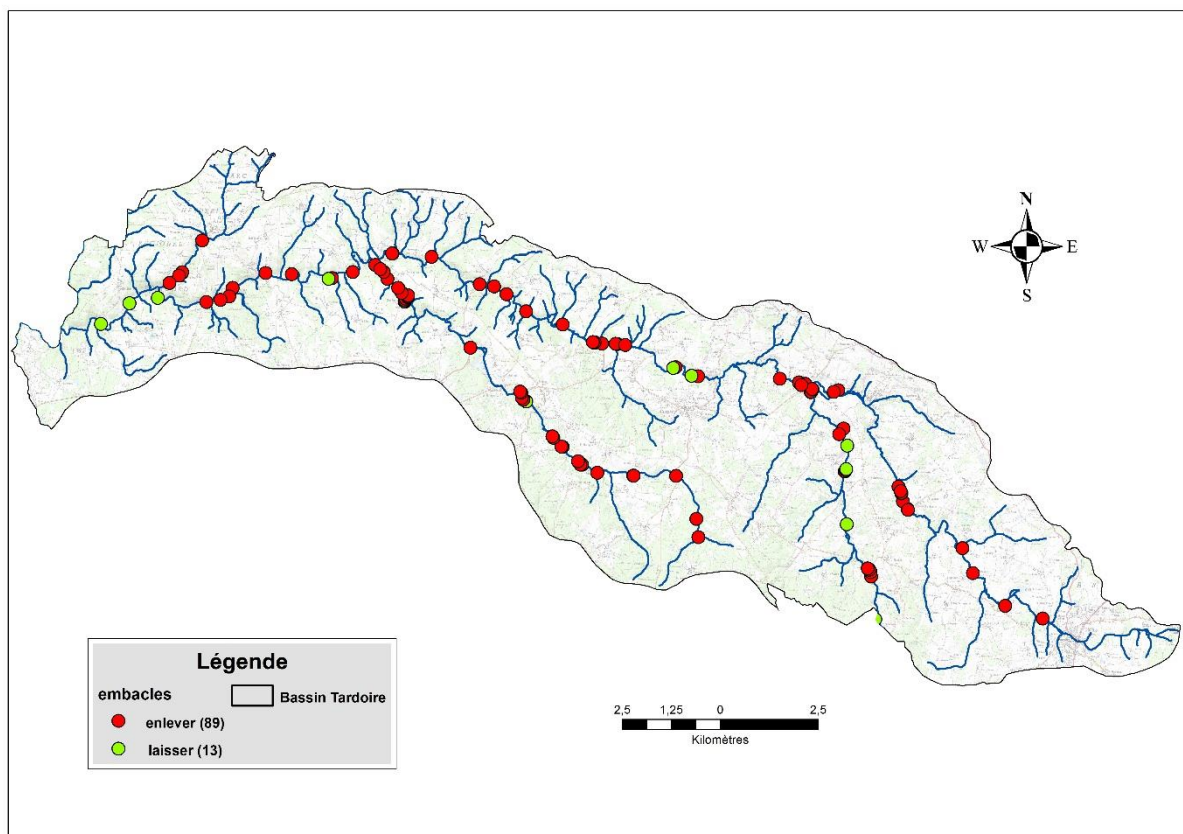 N
W E
S
Légende
embacles
Bassin Tardoire
enlever (89)
laisser (13)
2,5 1,25 0 2,5
Kilomètres